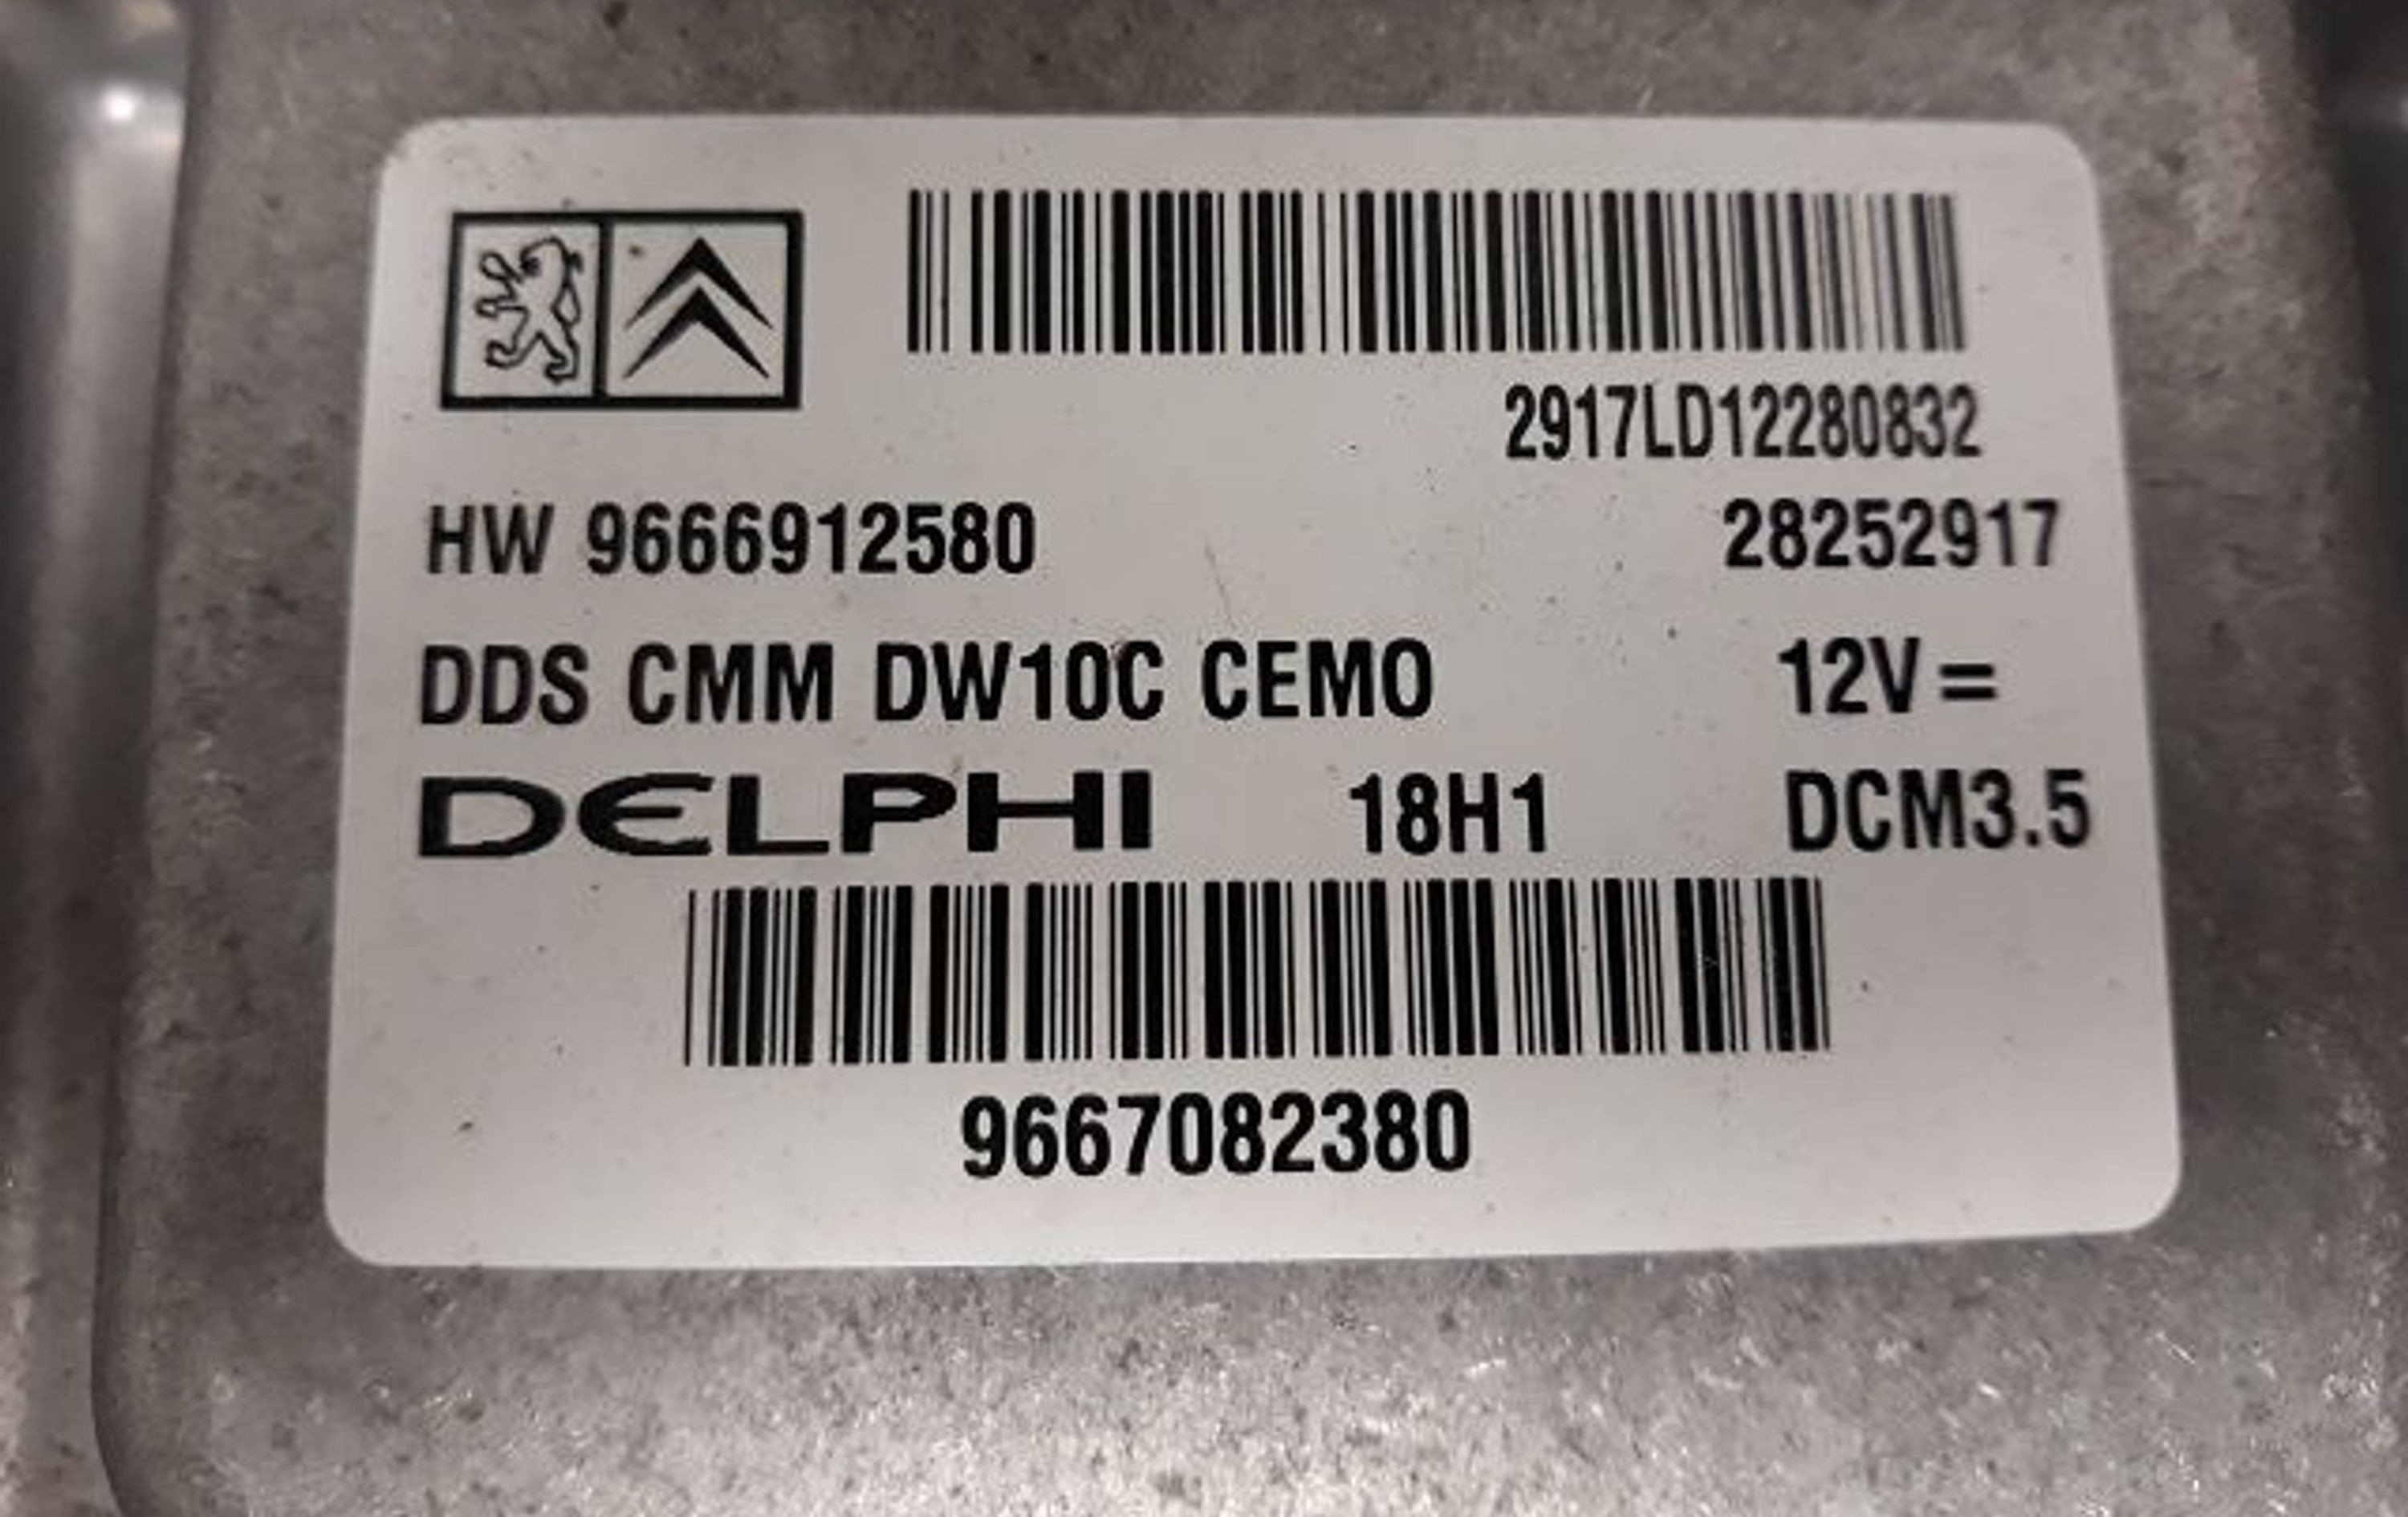 2917LD12280832
HW 9666912580 28252917
DDS CMM DW10C CEMO 12V=
DELPHI 18H1 DCM3.5
9667082380